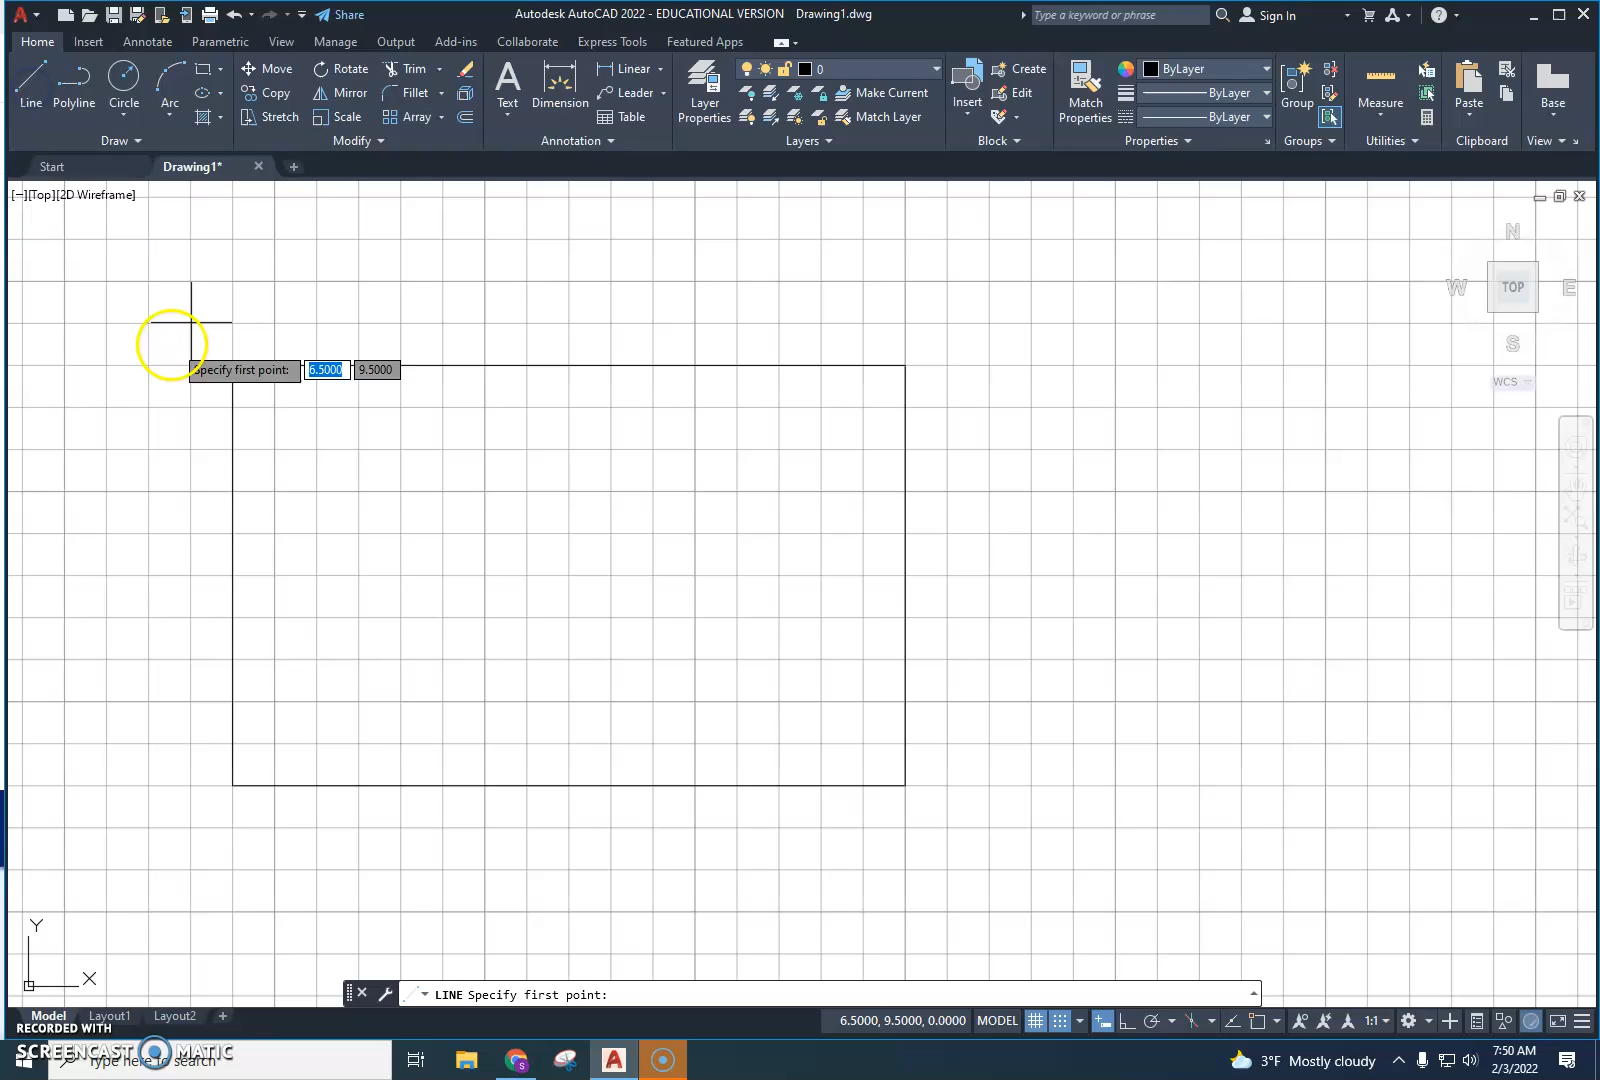 Share
Autodesk AutoCAD 2022 - EDUCATIONAL VERSION Drawing1.dwg
Type a keyword or phrase
Sign In
Home Insert Annotate Parametric View Manage Output Add-ins Collaborate Express Tools Featured Apps
Line Polyline Circle Arc
Move Rotate Trim
Copy Mirror Fillet
Stretch Scale Array
Text Dimension
Linear
Leader
Table
Layer Properties
0
Make Current
Match Layer
Insert
Create
Edit
Match Properties
ByLayer
ByLayer
ByLayer
Group
Measure
Paste
Base
Draw Modify Annotation Layers Block Properties Groups Utilities Clipboard View
Start Drawing1*
[−][Top][2D Wireframe]
N
W TOP E
S
WCS
Specify first point: 6.5000 9.5000
Y
X
LINE Specify first point:
Model Layout1 Layout2 +
6.5000, 9.5000, 0.0000 MODEL
1:1
RECORDED WITH
SCREENCAST MATIC
Type here to search
3°F Mostly cloudy
7:50 AM
2/3/2022